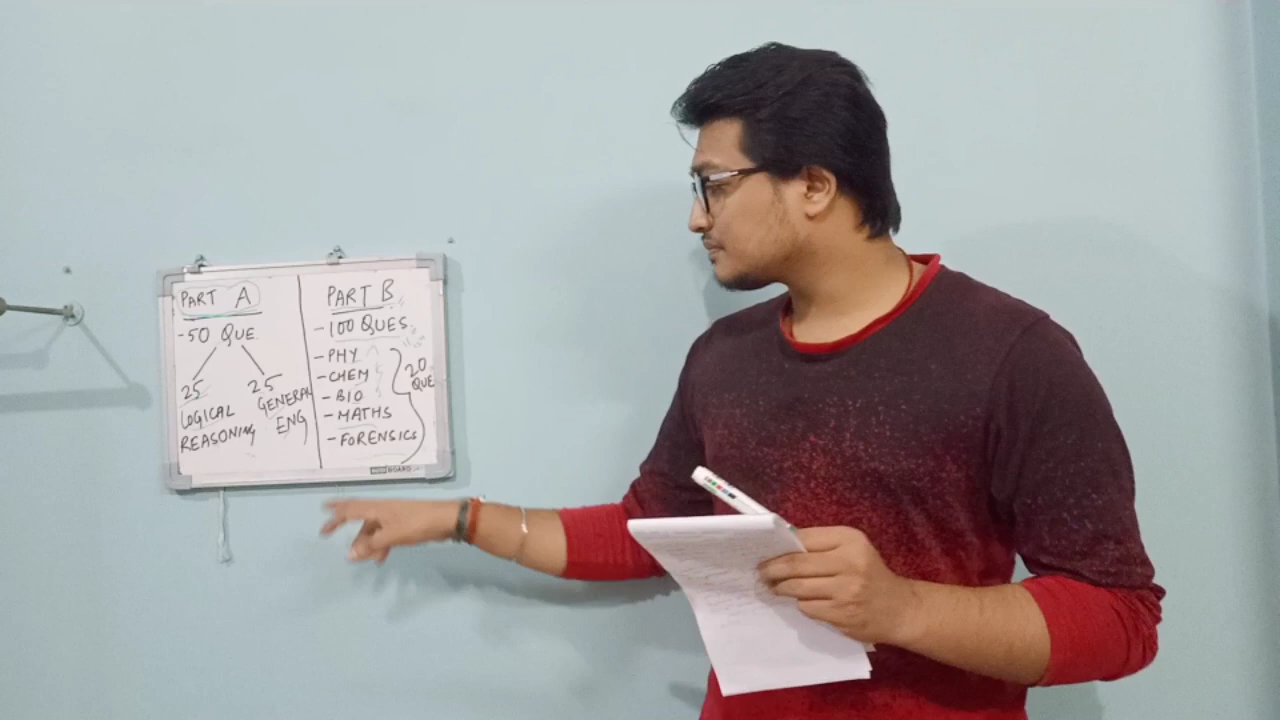 PART A
-50 QUE.
25
LOGICAL
REASONING
25
GENERAL
ENG
PART B
-100 QUES
-PHY
-CHEM
-BIO
-MATHS
-FORENSICS
20
QUE